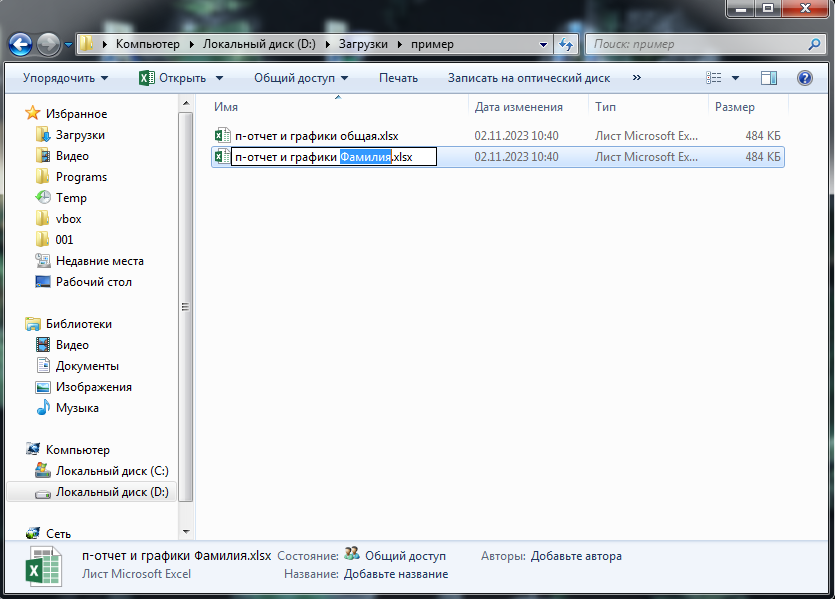 Компьютер Локальный диск (D:) Загрузки пример Поиск: пример
Упорядочить Открыть Общий доступ Печать Записать на оптический диск »
Избранное
Загрузки
Видео
Programs
Temp
vbox
001
Недавние места
Рабочий стол
Библиотеки
Видео
Документы
Изображения
Музыка
Компьютер
Локальный диск (C:)
Локальный диск (D:)
Сеть
Имя Дата изменения Тип Размер
п-отчет и графики общая.xlsx 02.11.2023 10:40 Лист Microsoft Ex... 484 КБ
п-отчет и графики Фамилия.xlsx 02.11.2023 10:40 Лист Microsoft Ex... 484 КБ
п-отчет и графики Фамилия.xlsx Состояние: Общий доступ Авторы: Добавьте автора
Лист Microsoft Excel Название: Добавьте название